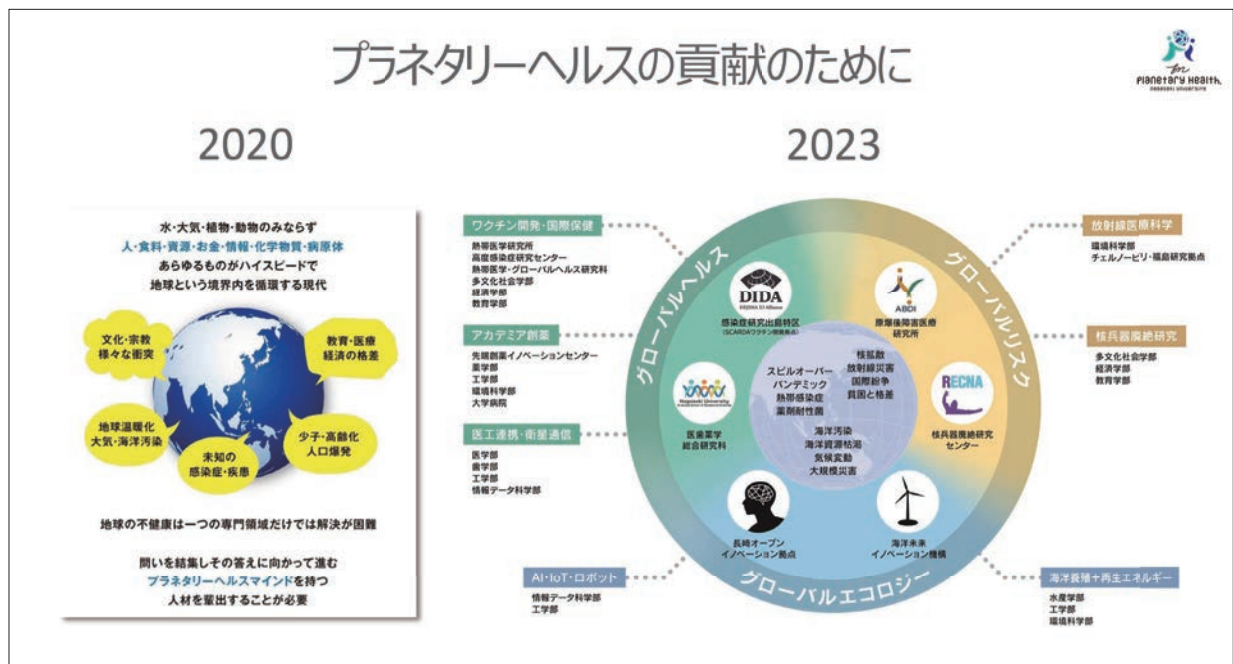 プラネタリーヘルスの貢献のために
for
PLANETARY HEALTH
NAGASAKI UNIVERSITY
2020
水・大気・植物・動物のみならず
人・食料・資源・お金・情報・化学物質・病原体
あらゆるものがハイスピードで
地球という境界内を循環する現代
文化・宗教
様々な衝突
教育・医療
経済の格差
地球温暖化
大気・海洋汚染
未知の
感染症・疾患
少子・高齢化
人口爆発
地球の不健康は一つの専門領域だけでは解決が困難
問いを結集しその答えに向かって進む
プラネタリーヘルスマインドを持つ
人材を輩出することが必要
2023
ワクチン開発・国際保健
熱帯医学研究所
高度感染症研究センター
熱帯医学・グローバルヘルス研究科
多文化社会学部
経済学部
教育学部
アカデミア創薬
先端創薬イノベーションセンター
薬学部
工学部
環境科学部
大学病院
医工連携・衛星通信
医学部
歯学部
工学部
情報データ科学部
AI・IoT・ロボット
情報データ科学部
工学部
グローバルヘルス
グローバルリスク
グローバルエコロジー
DIDA
感染症研究出島特区
(SCARDAワクチン開発拠点)
ABDI
原爆後障害医療
研究所
Nagasaki University
医歯薬学
総合研究科
RECNA
核兵器廃絶研究
センター
長崎オープン
イノベーション拠点
海洋未来
イノベーション機構
スピルオーバー
パンデミック
熱帯感染症
薬剤耐性菌
核拡散
放射線災害
国際紛争
貧困と格差
海洋汚染
海洋資源枯渇
気候変動
大規模災害
放射線医療科学
環境科学部
チェルノービリ・福島研究拠点
核兵器廃絶研究
多文化社会学部
経済学部
教育学部
海洋養殖+再生エネルギー
水産学部
工学部
環境科学部